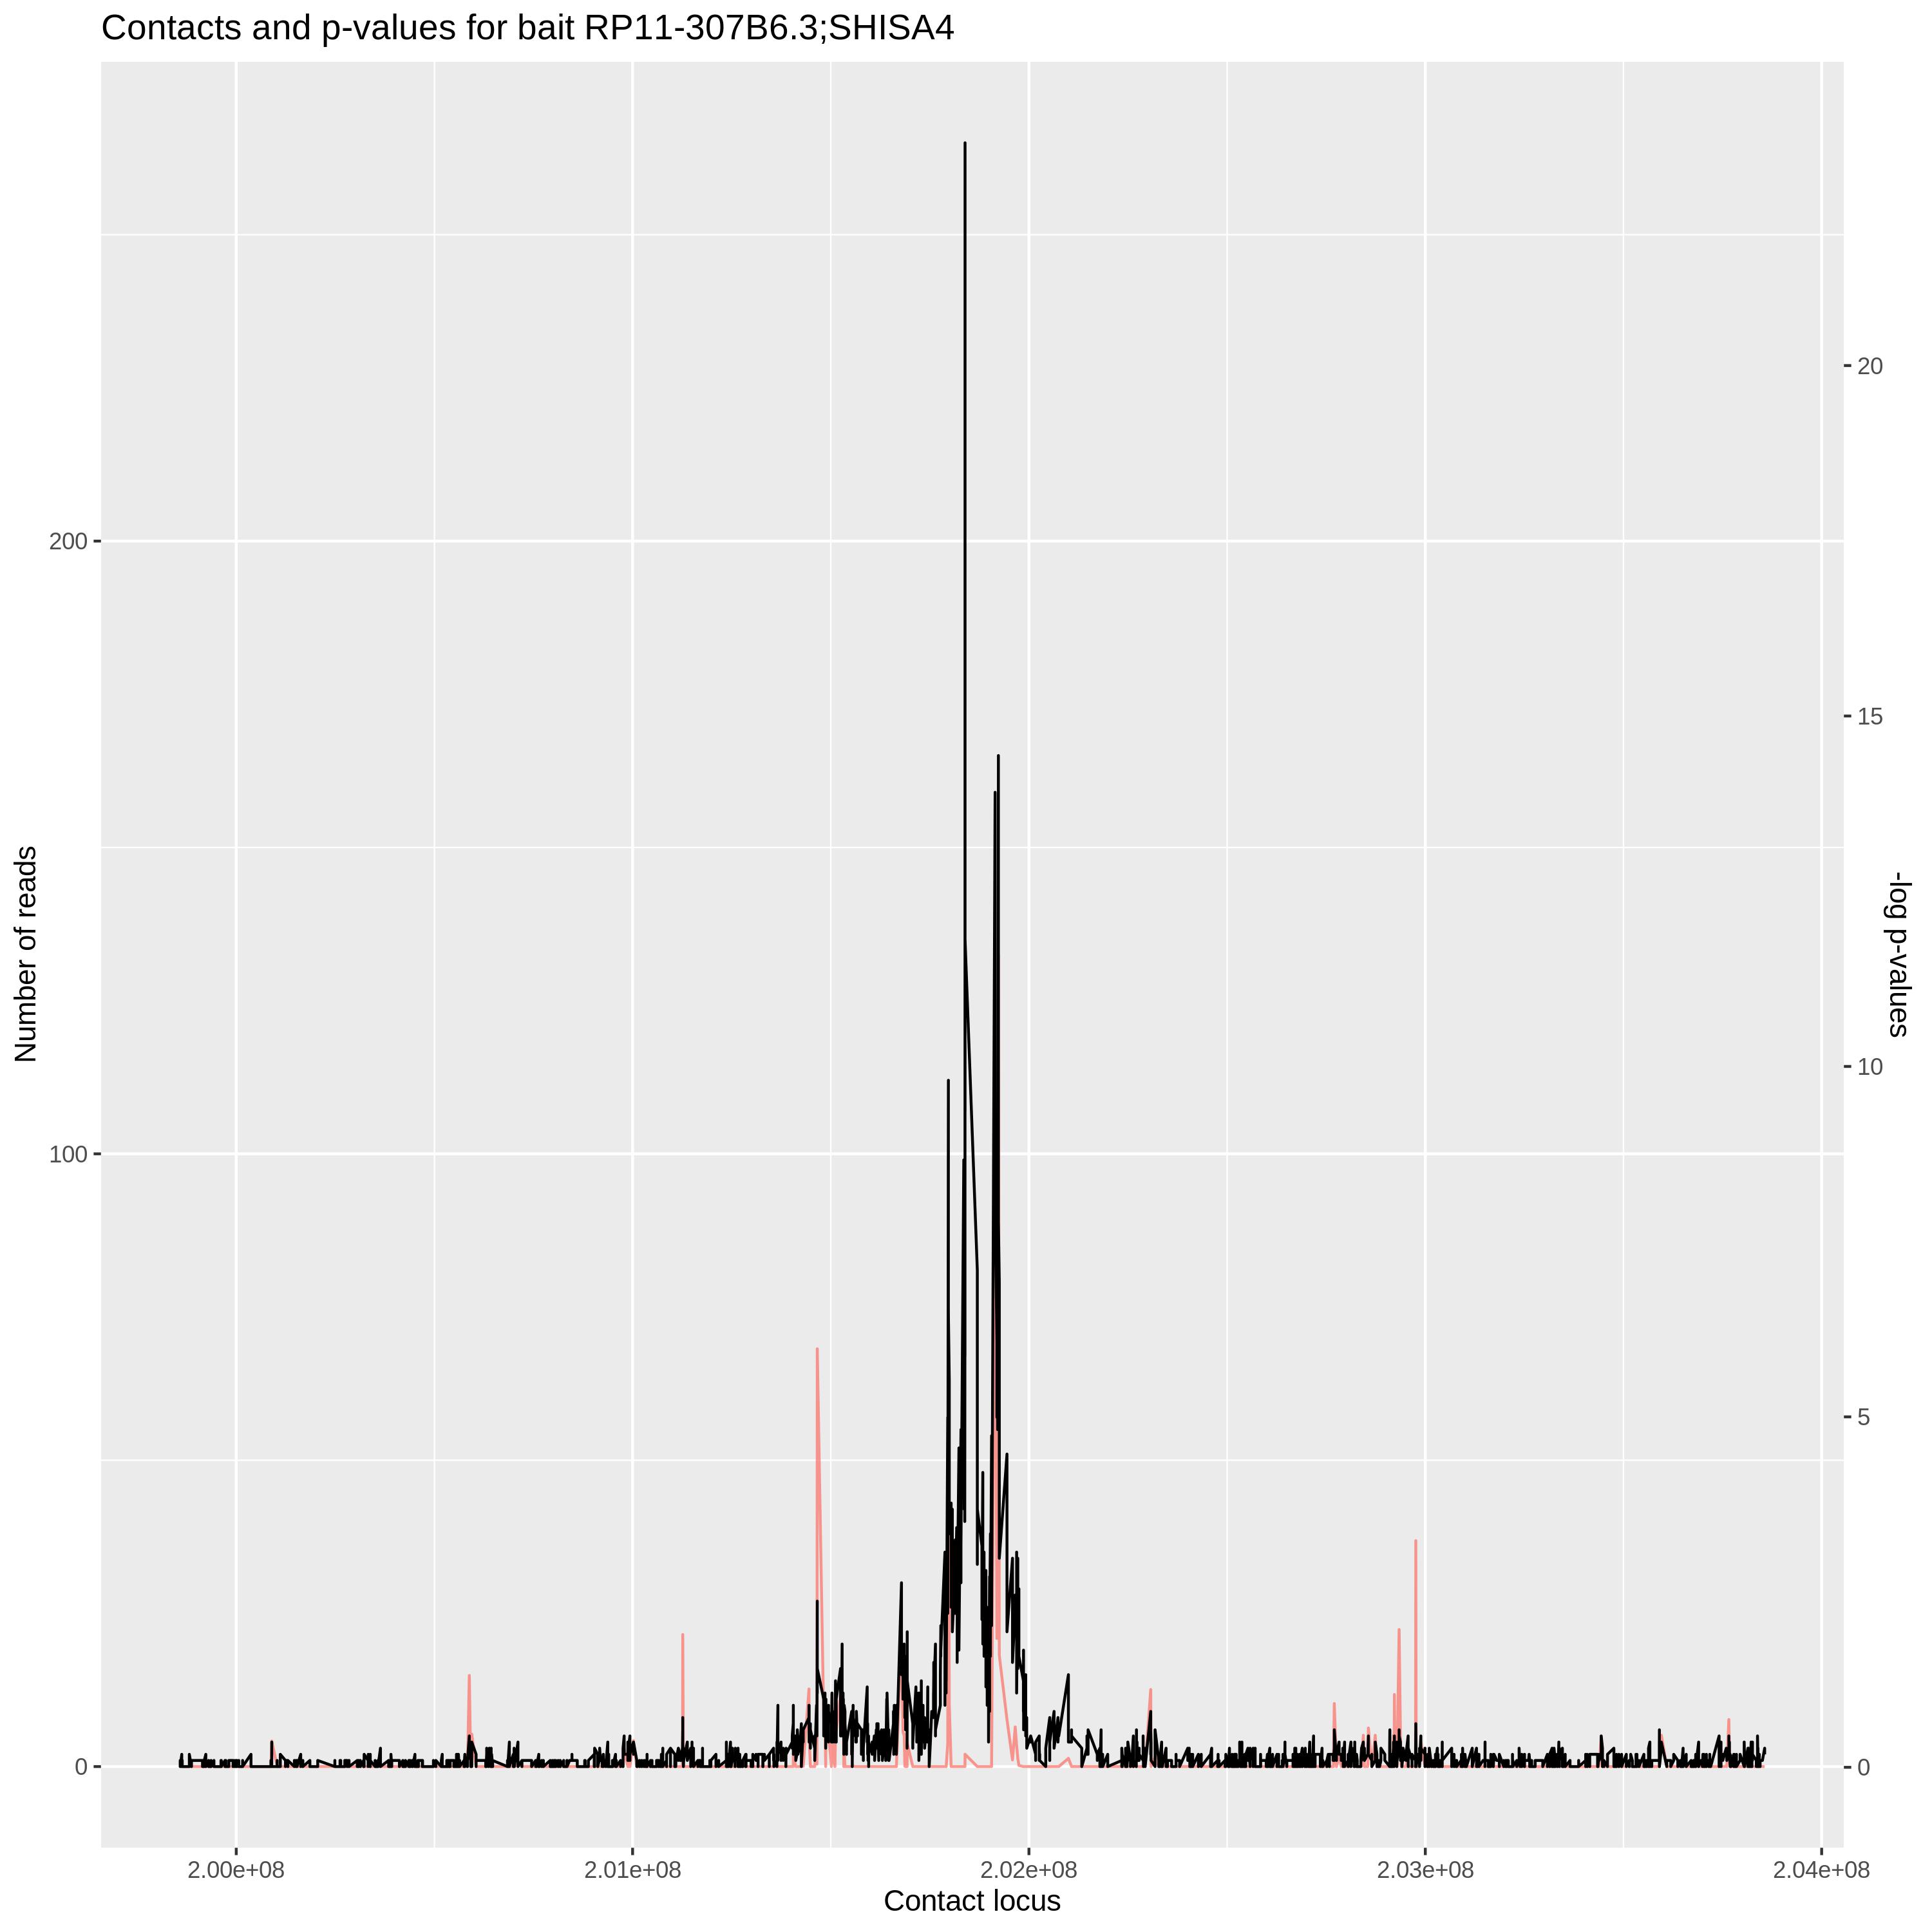 Contacts and p-values for bait RP11-307B6.3;SHISA4
Number of reads
200
100
0
20
15
10
5
0
-log p-values
2.00e+08 2.01e+08 2.02e+08 2.03e+08 2.04e+08
Contact locus